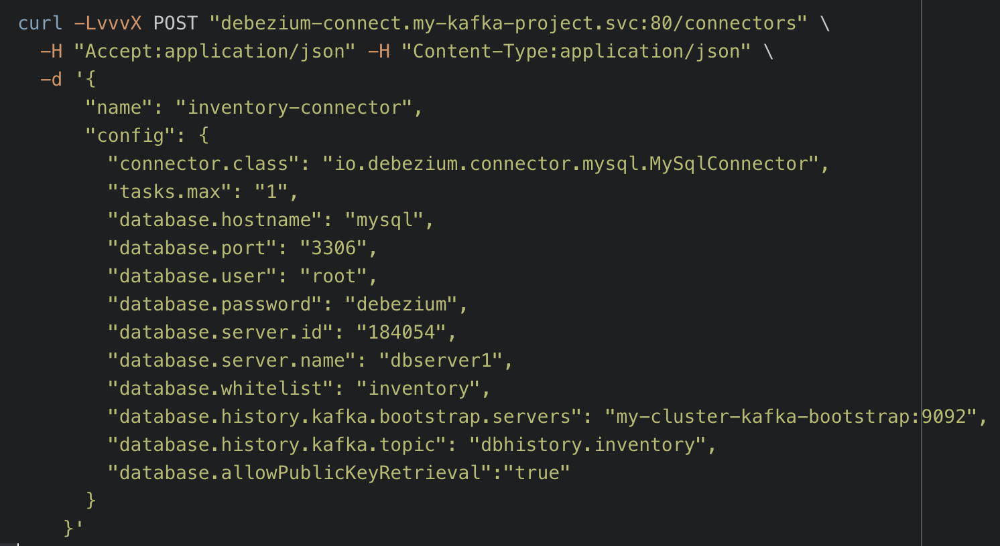 curl -LvvvX POST "debezium-connect.my-kafka-project.svc:80/connectors" \
  -H "Accept:application/json" -H "Content-Type:application/json" \
  -d '{
      "name": "inventory-connector",
      "config": {
        "connector.class": "io.debezium.connector.mysql.MySqlConnector",
        "tasks.max": "1",
        "database.hostname": "mysql",
        "database.port": "3306",
        "database.user": "root",
        "database.password": "debezium",
        "database.server.id": "184054",
        "database.server.name": "dbserver1",
        "database.whitelist": "inventory",
        "database.history.kafka.bootstrap.servers": "my-cluster-kafka-bootstrap:9092",
        "database.history.kafka.topic": "dbhistory.inventory",
        "database.allowPublicKeyRetrieval":"true"
      }
    }'